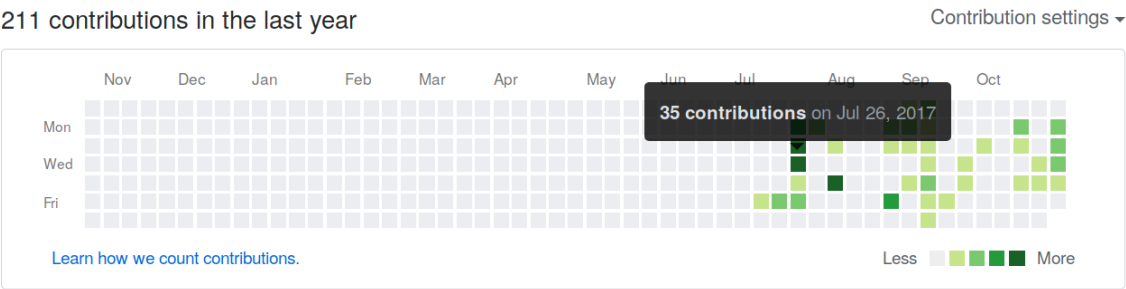 211 contributions in the last year
Contribution settings
Nov Dec Jan Feb Mar Apr May Jun Jul Aug Sep Oct
35 contributions on Jul 26, 2017
Mon
Wed
Fri
Learn how we count contributions.
Less More